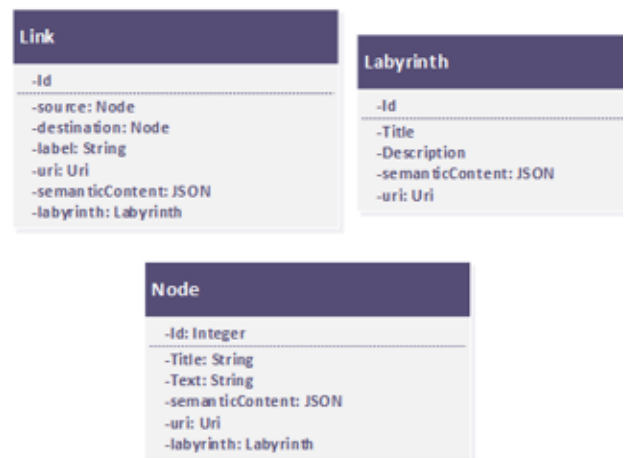 Link
-Id
-source: Node
-destination: Node
-label: String
-uri: Uri
-semanticContent: JSON
-labyrinth: Labyrinth
Labyrinth
-Id
-Title
-Description
-semanticContent: JSON
-uri: Uri
Node
-Id: Integer
-Title: String
-Text: String
-semanticContent: JSON
-uri: Uri
-labyrinth: Labyrinth